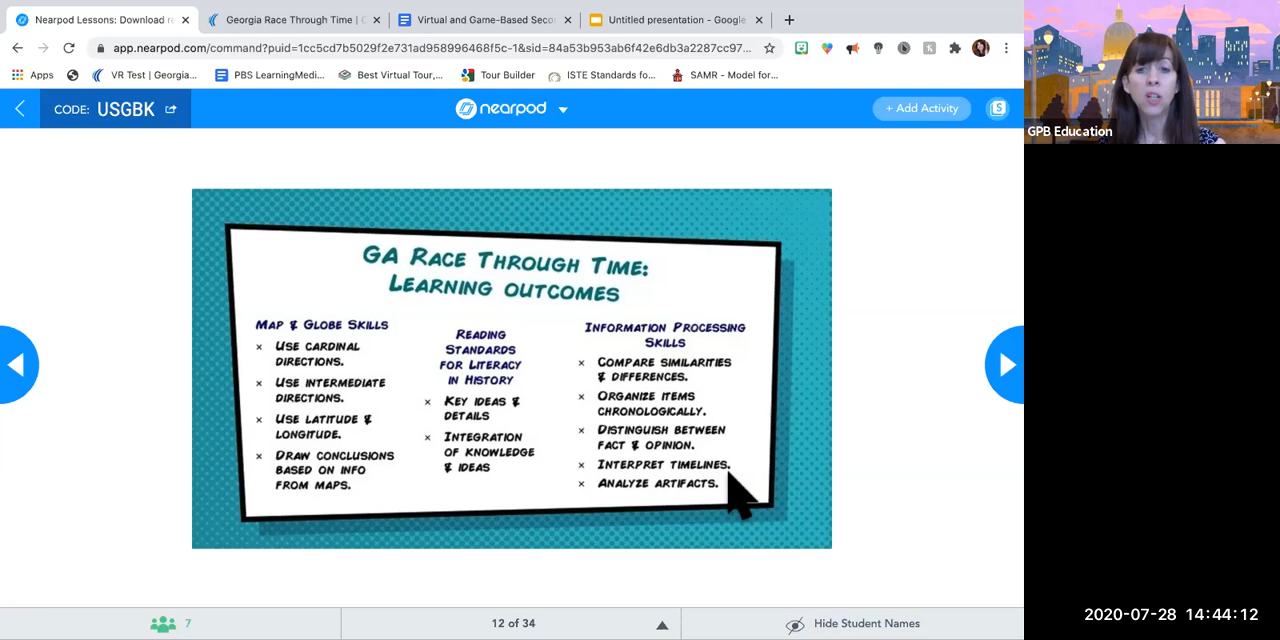 Nearpod Lessons: Download re
Georgia Race Through Time | G
Virtual and Game-Based Seco
Untitled presentation - Google
app.nearpod.com/command?puid=1cc5cd7b5029f2e731ad958996468f5c-1&sid=84a53b953ab6f42e6db3a2287cc97...
Apps
VR Test | Georgia...
PBS LearningMedi...
Best Virtual Tour,...
Tour Builder
ISTE Standards fo...
SAMR - Model for...
CODE: USGBK
nearpod
+ Add Activity
S
GPB Education
GA RACE THROUGH TIME:
LEARNING OUTCOMES
MAP & GLOBE SKILLS
× USE CARDINAL
DIRECTIONS.
× USE INTERMEDIATE
DIRECTIONS.
× USE LATITUDE &
LONGITUDE.
× DRAW CONCLUSIONS
BASED ON INFO
FROM MAPS.
READING
STANDARDS
FOR LITERACY
IN HISTORY
× KEY IDEAS &
DETAILS
× INTEGRATION
OF KNOWLEDGE
& IDEAS
INFORMATION PROCESSING
SKILLS
× COMPARE SIMILARITIES
& DIFFERENCES.
× ORGANIZE ITEMS
CHRONOLOGICALLY.
× DISTINGUISH BETWEEN
FACT & OPINION.
× INTERPRET TIMELINES.
× ANALYZE ARTIFACTS.
7
12 of 34
Hide Student Names
2020-07-28 14:44:12